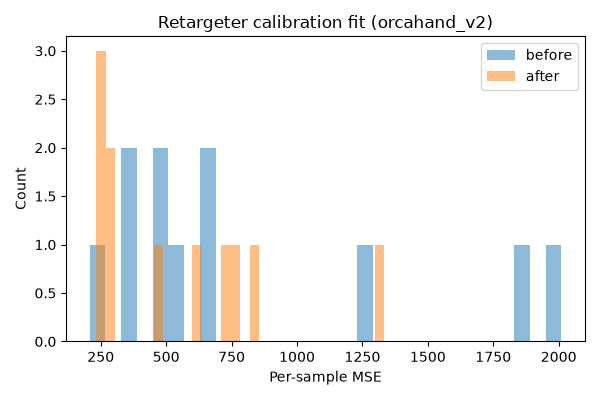 Retargeter calibration fit (orcahand_v2)
before
after
3.0
2.5
2.0
1.5
1.0
0.5
0.0
Count
250 500 750 1000 1250 1500 1750 2000
Per-sample MSE